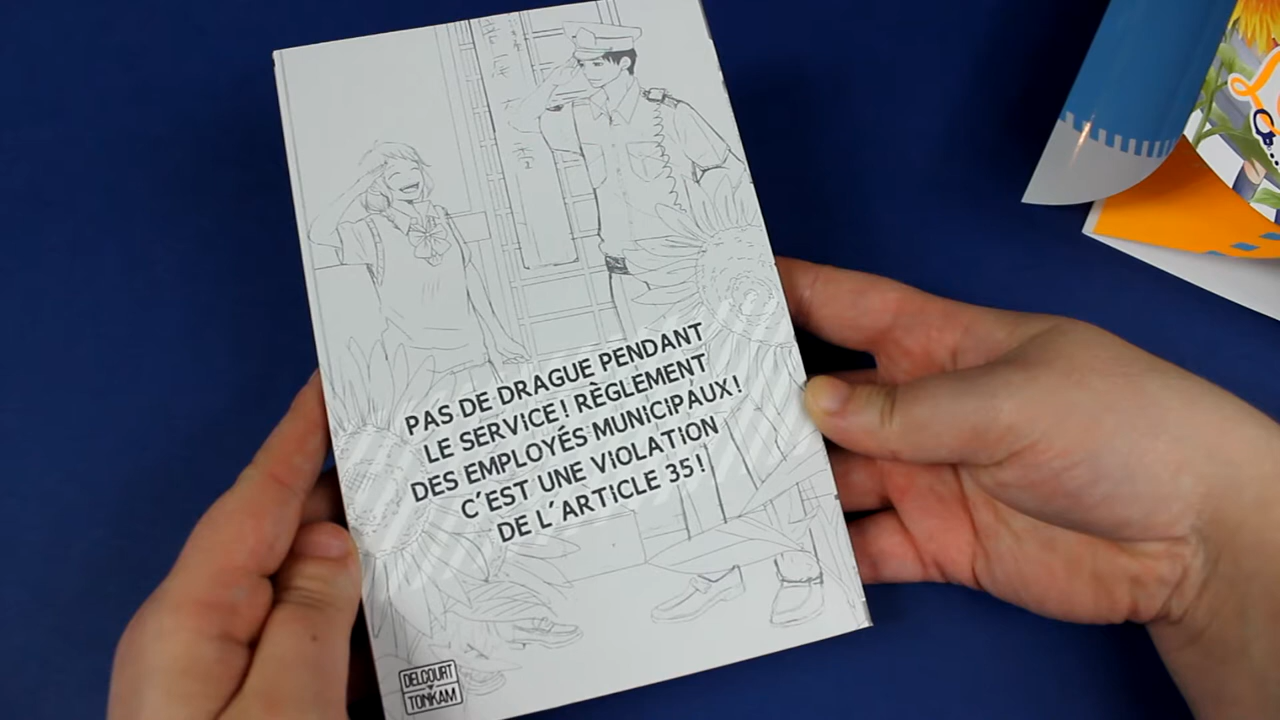 PAS DE DRAGUE PENDANT
LE SERVICE ! RÈGLEMENT
DES EMPLOYÉS MUNICIPAUX !
C'EST UNE VIOLATION
DE L'ARTICLE 35 !
DELCOURT
TONKAM